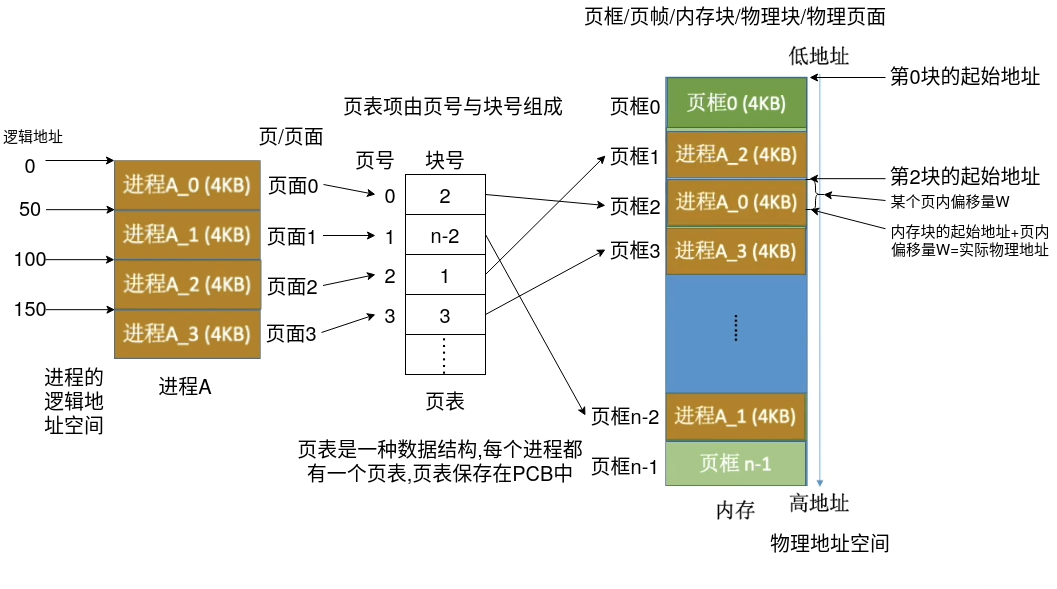 页框/页帧/内存块/物理块/物理页面
低地址
第0块的起始地址
页表项由页号与块号组成
页框0
页框0 (4KB)
逻辑地址
页/页面
页号
块号
页框1
进程A_2 (4KB)
0
进程A_0 (4KB)
页面0
0
2
第2块的起始地址
某个页内偏移量W
50
页框2
进程A_0 (4KB)
进程A_1 (4KB)
页面1
1
n-2
内存块的起始地址+页内
偏移量W=实际物理地址
100
页框3
进程A_3 (4KB)
进程A_2 (4KB)
页面2
2
1
150
进程A_3 (4KB)
页面3
3
3
进程的
逻辑地
址空间
进程A
页表
页框n-2
进程A_1 (4KB)
页表是一种数据结构,每个进程都
有一个页表,页表保存在PCB中
页框n-1
页框 n-1
内存
高地址
物理地址空间